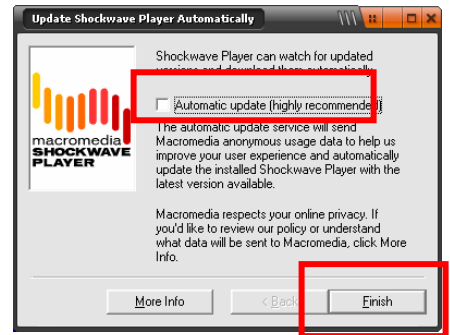 Update Shockwave Player Automatically
Shockwave Player can watch for updated
versions and download them automatically.
Automatic update (highly recommended)
The automatic update service will send
Macromedia anonymous usage data to help us
improve your user experience and automatically
update the installed Shockwave Player with the
latest version available.
macromedia
SHOCKWAVE
PLAYER
Macromedia respects your online privacy. If
you'd like to review our policy or understand
what data will be sent to Macromedia, click More
Info.
More Info
< Back
Finish